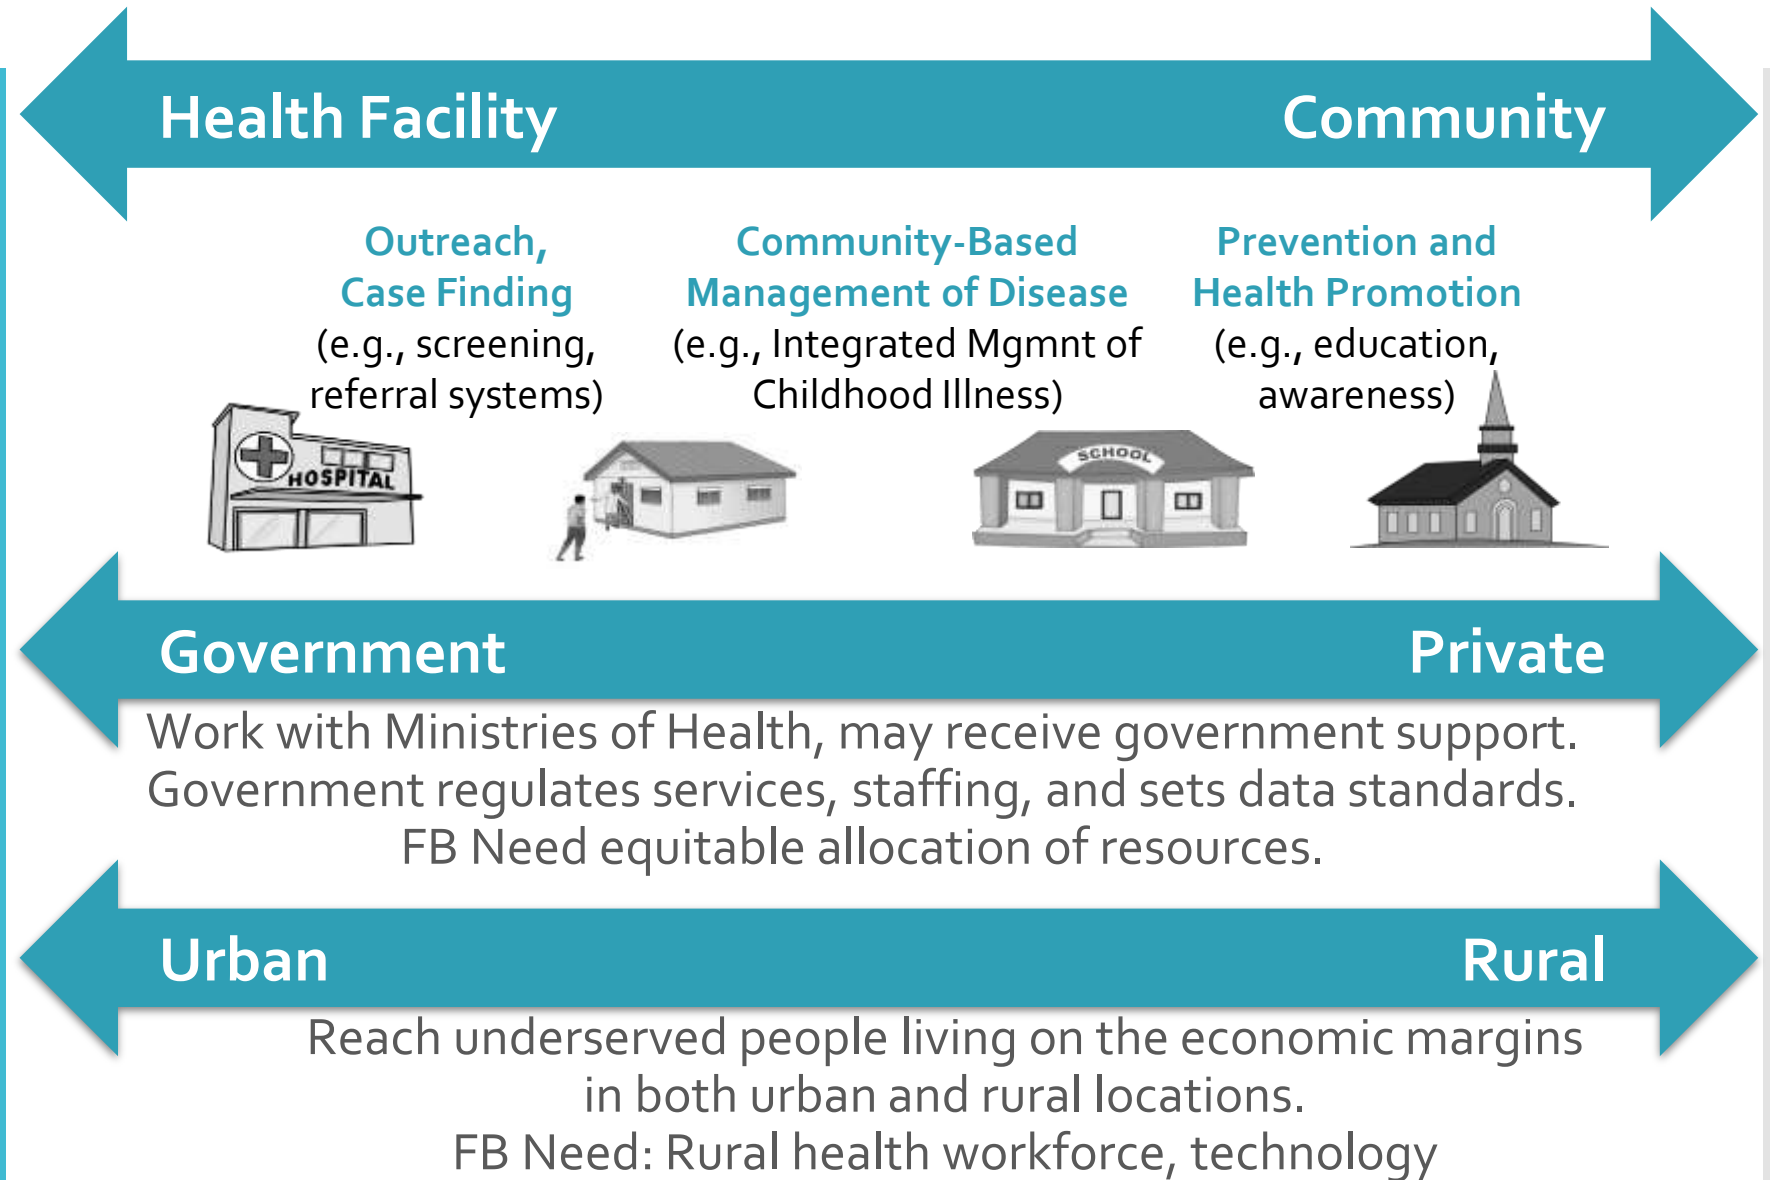 Health Facility Community
Outreach,
Case Finding
(e.g., screening,
referral systems)
Community-Based
Management of Disease
(e.g., Integrated Mgmnt of
Childhood Illness)
Prevention and
Health Promotion
(e.g., education,
awareness)
HOSPITAL
SCHOOL
Government Private
Work with Ministries of Health, may receive government support.
Government regulates services, staffing, and sets data standards.
FB Need equitable allocation of resources.
Urban Rural
Reach underserved people living on the economic margins
in both urban and rural locations.
FB Need: Rural health workforce, technology